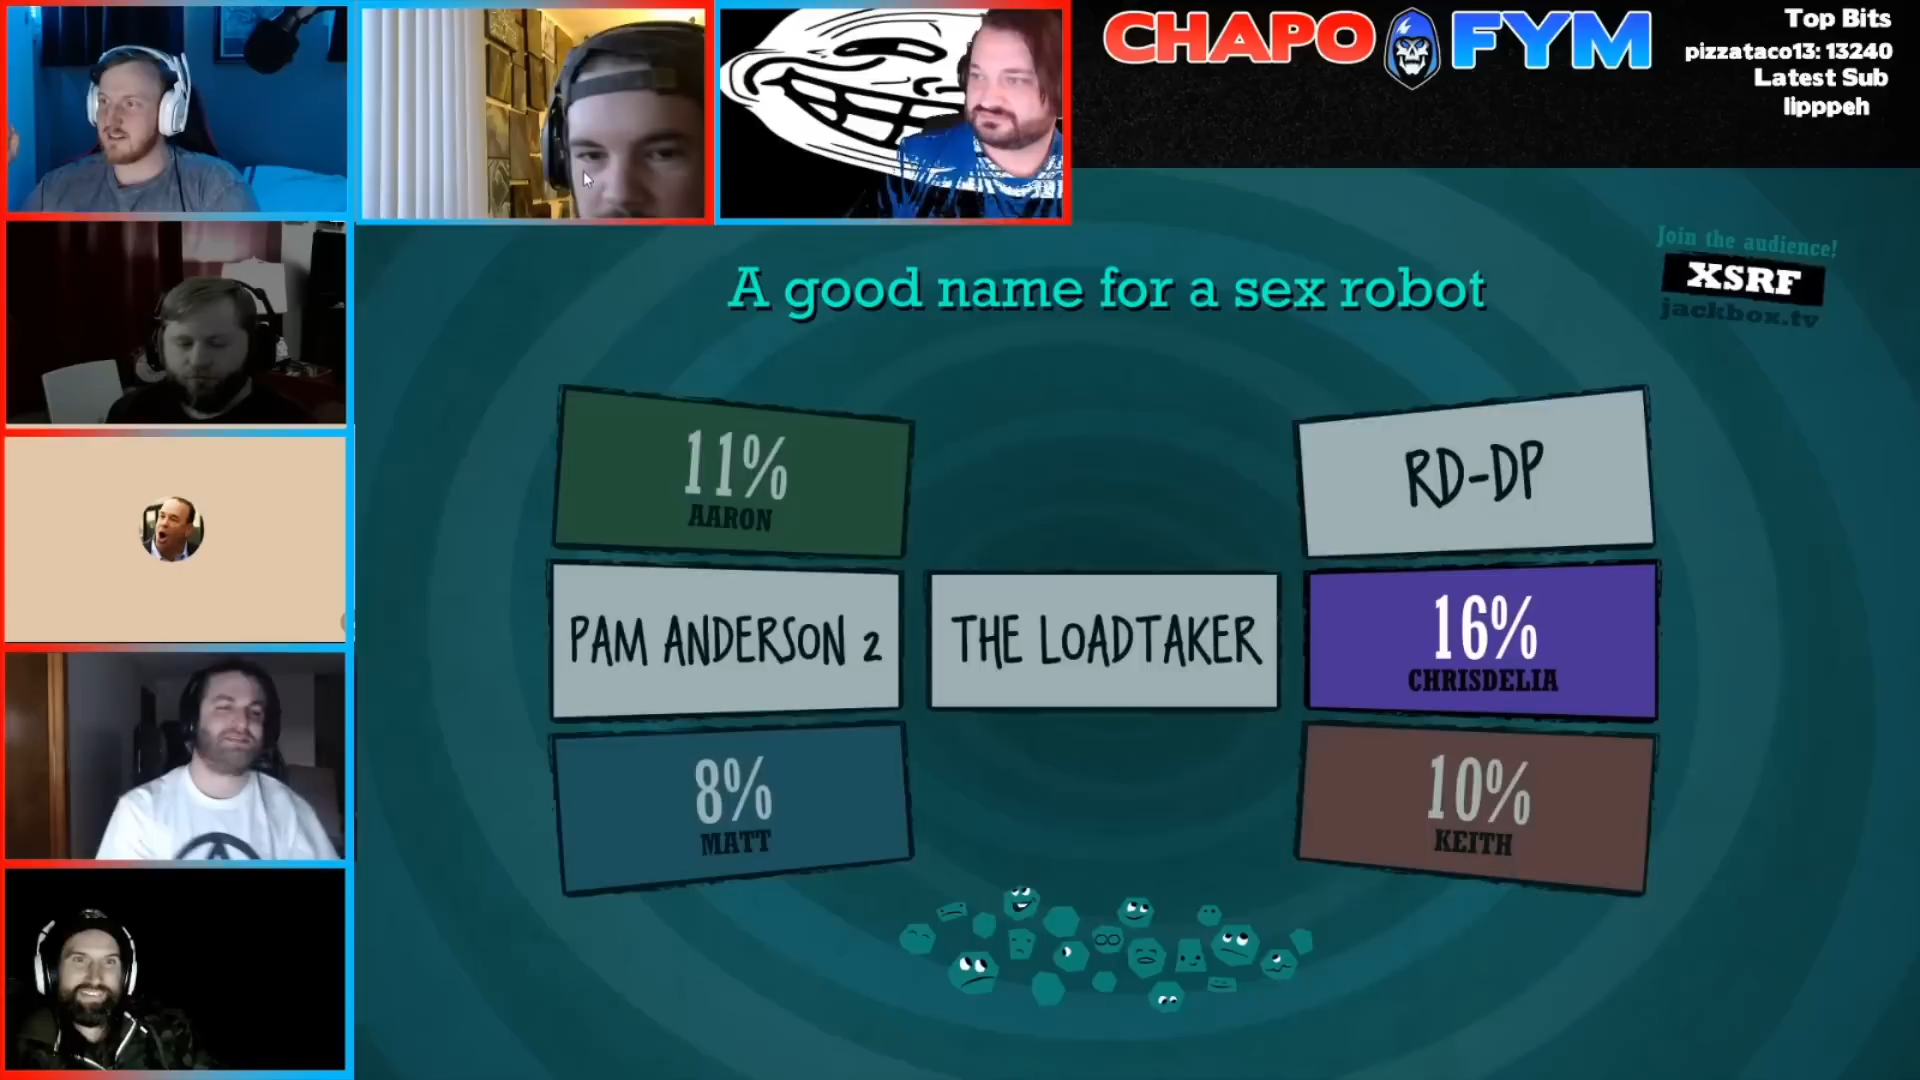 CHAPO FYM
Top Bits
pizzataco13: 13240
Latest Sub
lipppeh
Join the audience!
XSRF
jackbox.tv
A good name for a sex robot
11%
AARON
RD-DP
PAM ANDERSON 2
THE LOADTAKER
16%
CHRISDELIA
8%
MATT
10%
KEITH